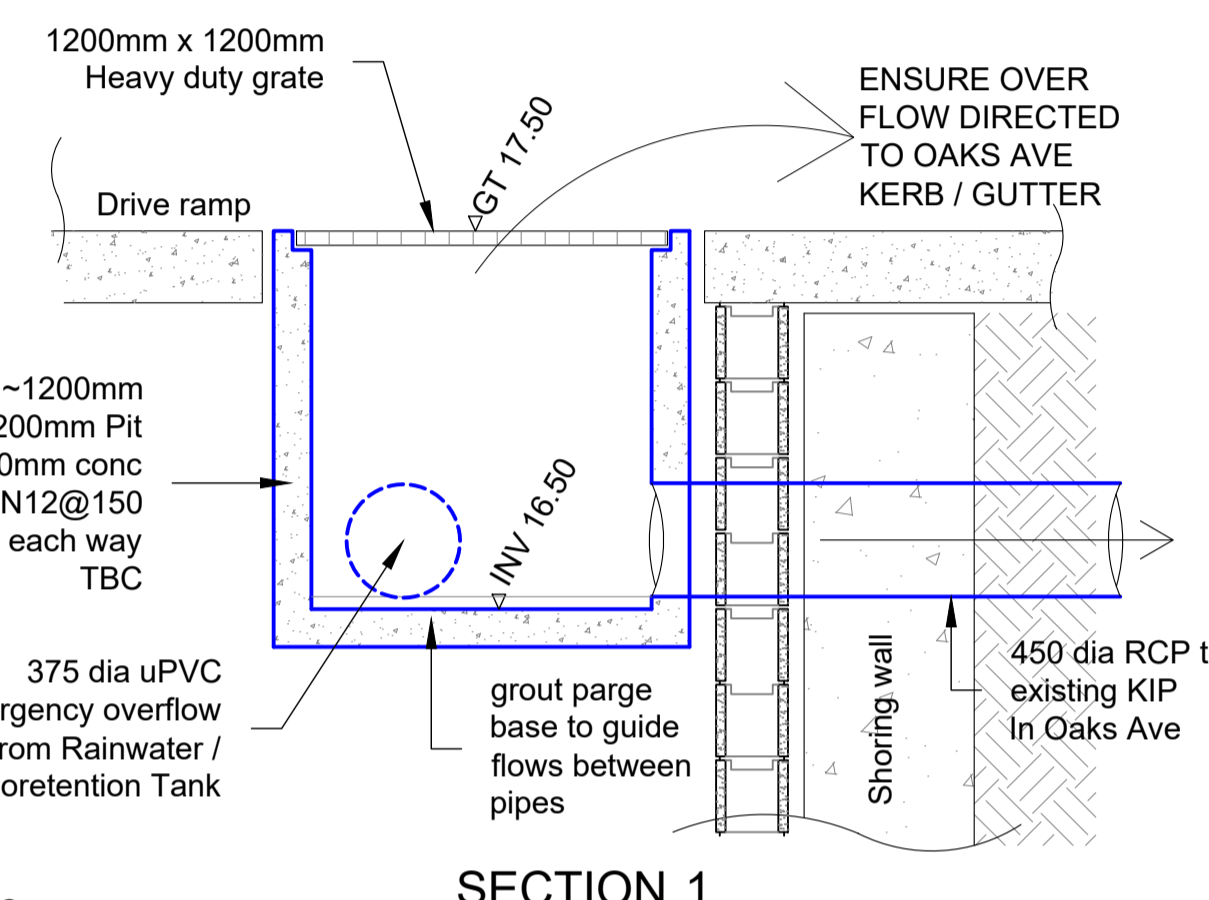 1200mm x 1200mm
Heavy duty grate
GT 17.50
ENSURE OVER
FLOW DIRECTED
TO OAKS AVE
KERB / GUTTER
Drive ramp
~1200mm
200mm Pit
0mm conc
N12@150
each way
TBC
INV 16.50
375 dia uPVC
rgency overflow
rom Rainwater /
oretention Tank
grout parge
base to guide
flows between
pipes
Shoring wall
450 dia RCP t
existing KIP
In Oaks Ave
SECTION 1